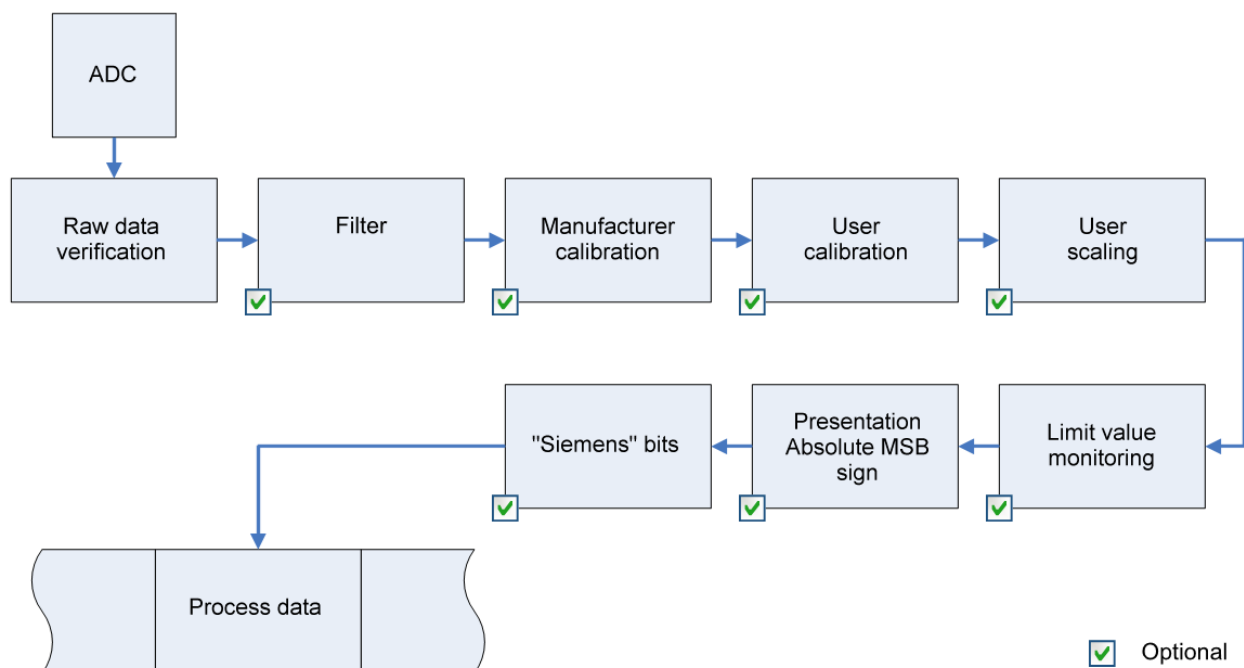 ADC
Raw data
verification
Filter
Manufacturer
calibration
User
calibration
User
scaling
Limit value
monitoring
Presentation
Absolute MSB
sign
"Siemens" bits
Process data
Optional